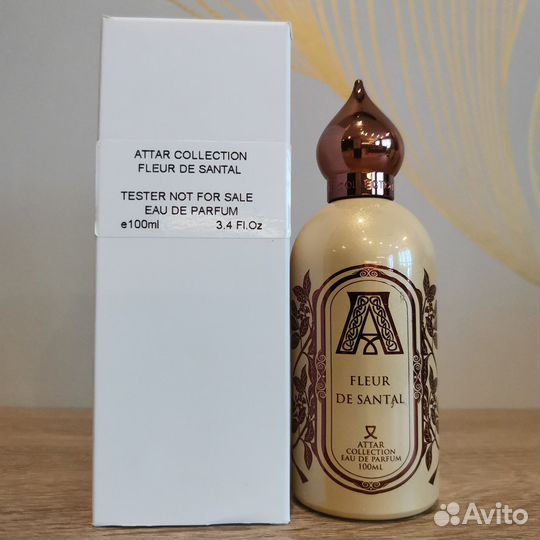 ATTAR COLLECTION
FLEUR DE SANTAL
TESTER NOT FOR SALE
EAU DE PARFUM
e100ml 3.4 Fl.Oz
A
FLEUR
DE SANTAL
ATTAR
COLLECTION
EAU DE PARFUM
100ML
Avito